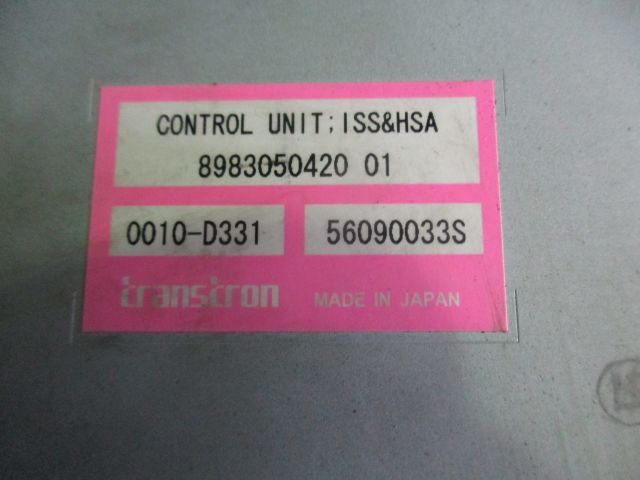 CONTROL UNIT;ISS&HSA
8983050420 01
0010-D331 56090033S
transtron MADE IN JAPAN